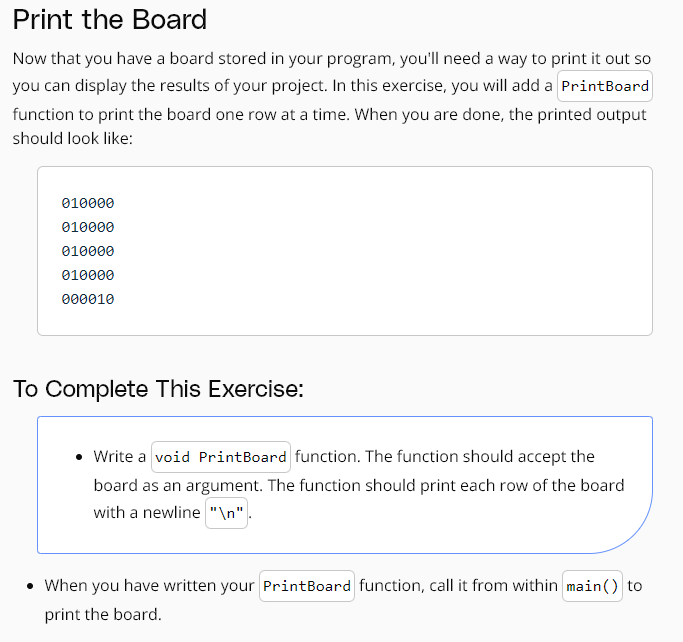 Print the Board
Now that you have a board stored in your program, you'll need a way to print it out so
you can display the results of your project. In this exercise, you will add a PrintBoard
function to print the board one row at a time. When you are done, the printed output
should look like:
010000
010000
010000
010000
000010
To Complete This Exercise:
• Write a void PrintBoard function. The function should accept the
board as an argument. The function should print each row of the board
with a newline "\n".
• When you have written your PrintBoard function, call it from within main() to
print the board.